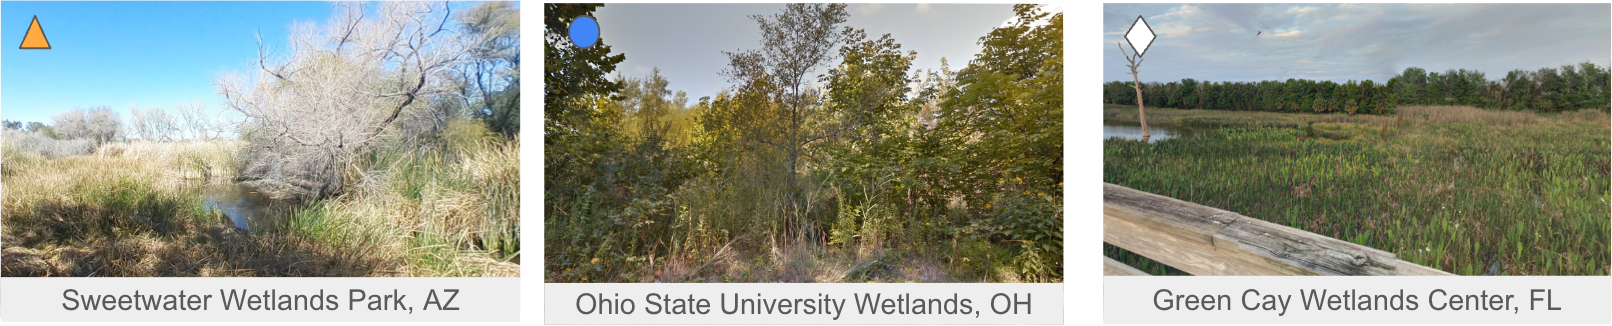 Sweetwater Wetlands Park, AZ
Ohio State University Wetlands, OH
Green Cay Wetlands Center, FL